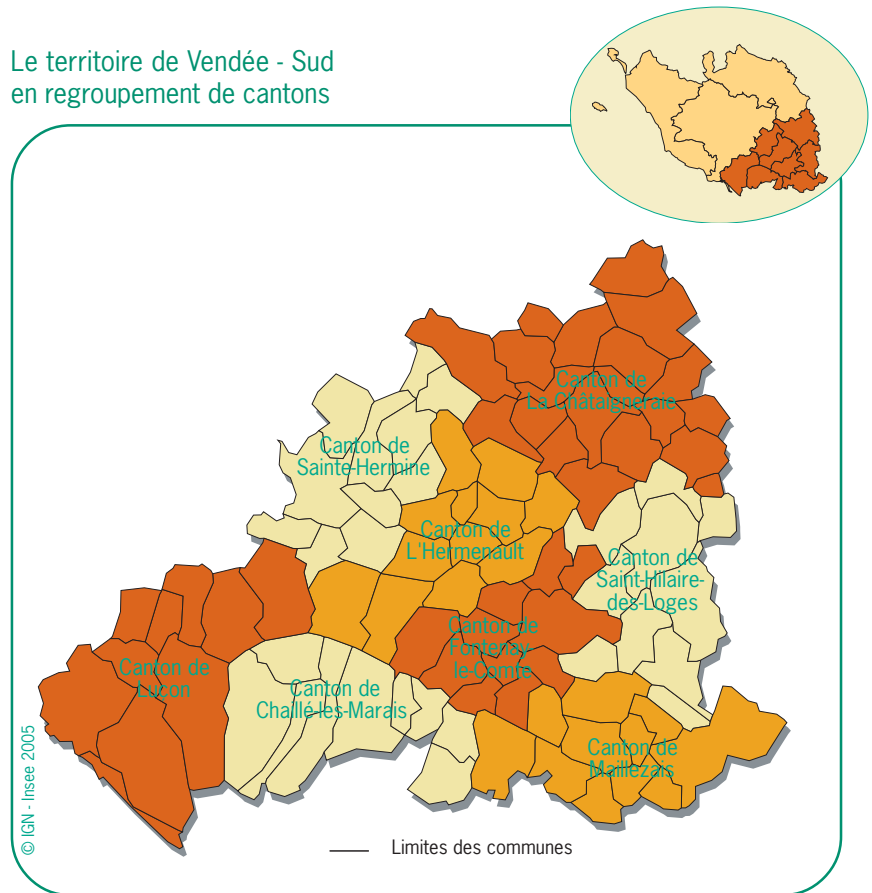 Le territoire de Vendée - Sud
en regroupement de cantons
Canton de
La Châtaigneraie
Canton de
Sainte-Hermine
Canton de
L'Hermenault
Canton de
Saint-Hilaire-
des-Loges
Canton de
Fontenay-
le-Comte
Canton de
Luçon
Canton de
Chaillé-les-Marais
Canton de
Maillezais
© IGN - Insee 2005
Limites des communes